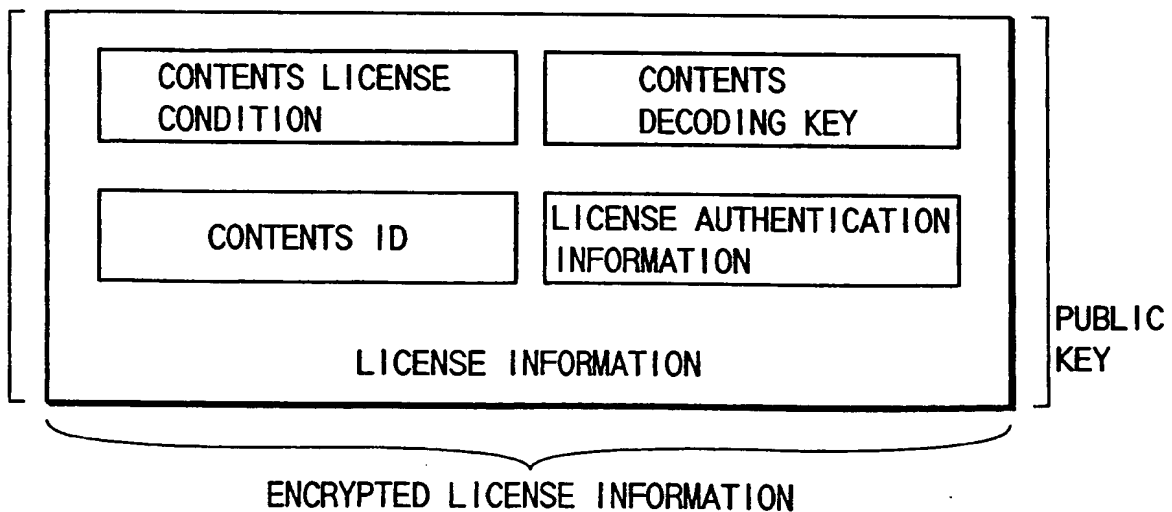 CONTENTS LICENSE
CONDITION
CONTENTS
DECODING KEY
CONTENTS ID
LICENSE AUTHENTICATION
INFORMATION
LICENSE INFORMATION
PUBLIC
KEY
ENCRYPTED LICENSE INFORMATION